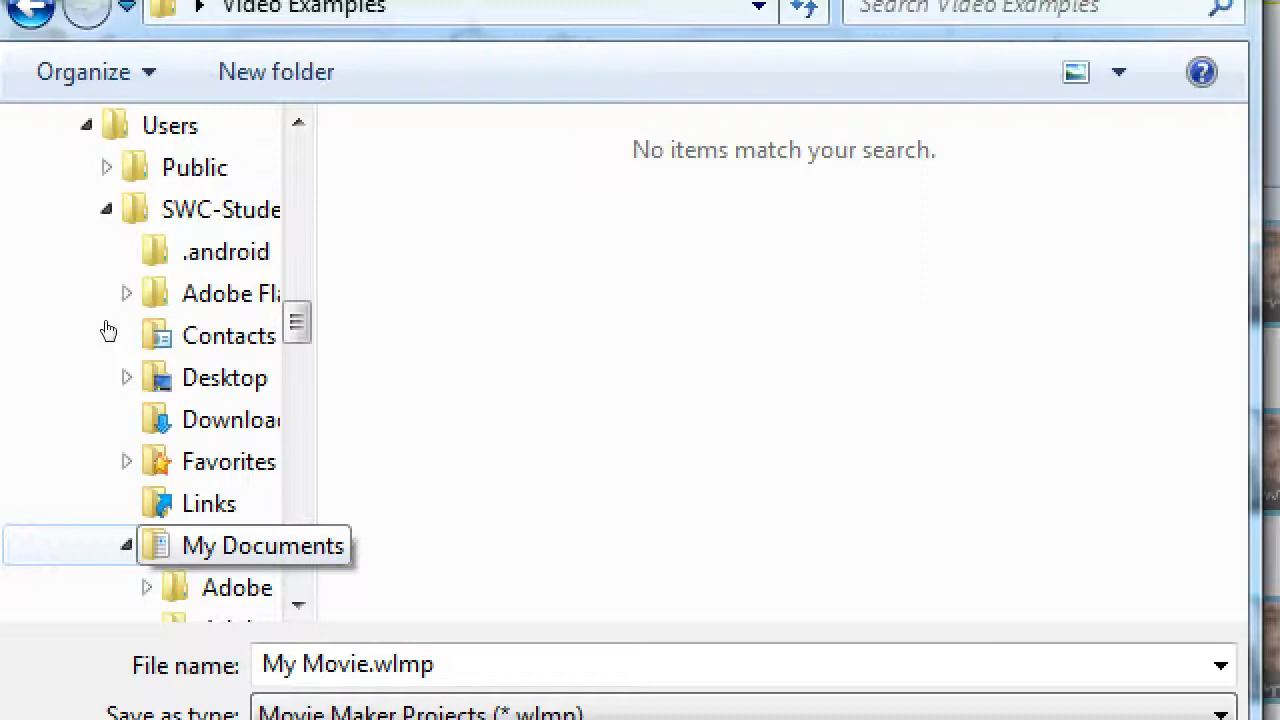 Video Examples
Search Video Examples
Organize
New folder
Users
Public
SWC-Stude
.android
Adobe Fla
Contacts
Desktop
Downloa
Favorites
Links
My Documents
Adobe
No items match your search.
File name: My Movie.wlmp
Save as type: Movie Maker Projects (*.wlmp)